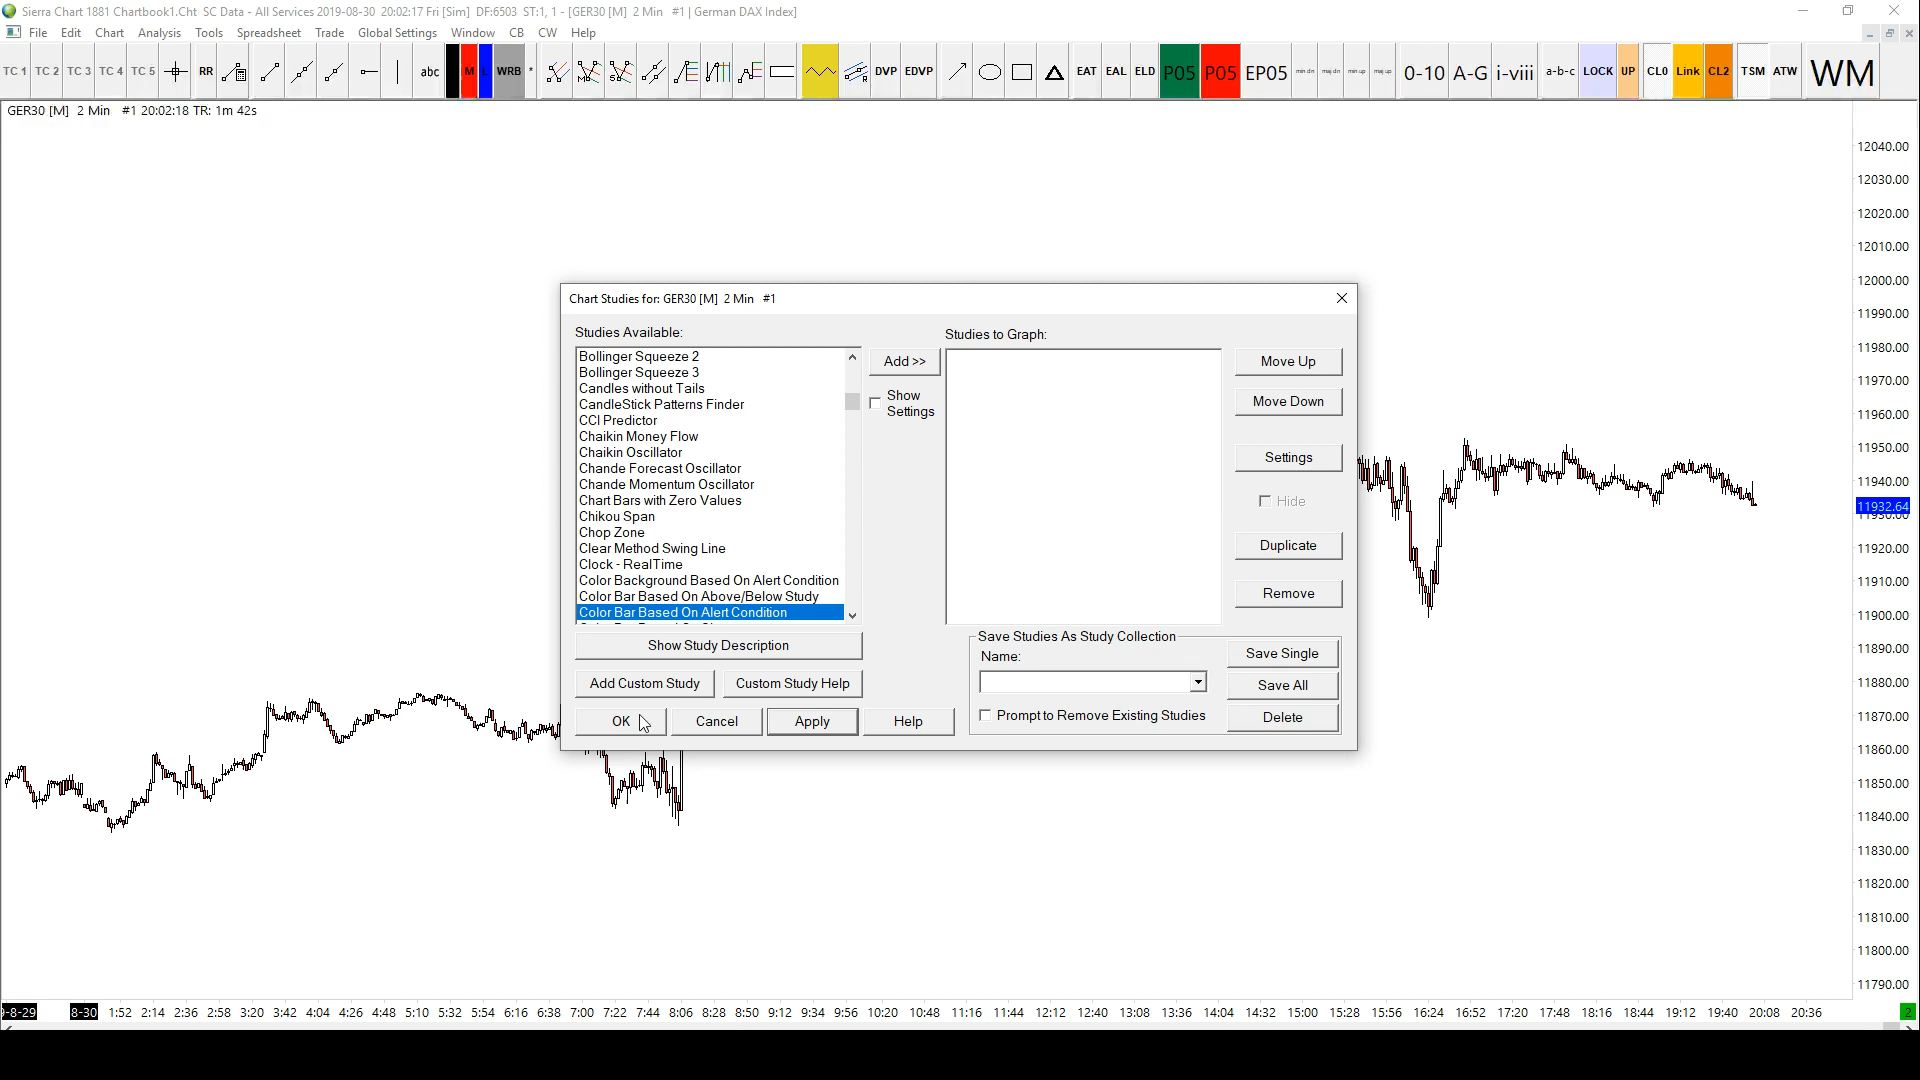 Sierra Chart 1881 Chartbook1.Cht SC Data - All Services 2019-08-30 20:02:17 Fri [Sim] DF:6503 ST:1, 1 - [GER30 [M] 2 Min #1 | German DAX Index]
File Edit Chart Analysis Tools Spreadsheet Trade Global Settings Window CB CW Help
TC 1 TC 2 TC 3 TC 4 TC 5 RR abc M L WRB * DVP EDVP EAT EAL ELD P05 P05 EP05 min dn maj dn min up maj up 0-10 A-G i-viii a-b-c LOCK UP CL0 Link CL2 TSM ATW WM
GER30 [M] 2 Min #1 20:02:18 TR: 1m 42s
Chart Studies for: GER30 [M] 2 Min #1
Studies Available:
Bollinger Squeeze 2
Bollinger Squeeze 3
Candles without Tails
CandleStick Patterns Finder
CCI Predictor
Chaikin Money Flow
Chaikin Oscillator
Chande Forecast Oscillator
Chande Momentum Oscillator
Chart Bars with Zero Values
Chikou Span
Chop Zone
Clear Method Swing Line
Clock - RealTime
Color Background Based On Alert Condition
Color Bar Based On Above/Below Study
Color Bar Based On Alert Condition
Add >>
Show
Settings
Studies to Graph:
Move Up
Move Down
Settings
Hide
Duplicate
Remove
Show Study Description
Add Custom Study Custom Study Help
OK Cancel Apply Help
Save Studies As Study Collection
Name:
Prompt to Remove Existing Studies
Save Single
Save All
Delete
12040.00
12030.00
12020.00
12010.00
12000.00
11990.00
11980.00
11970.00
11960.00
11950.00
11940.00
11932.64
11920.00
11910.00
11900.00
11890.00
11880.00
11870.00
11860.00
11850.00
11840.00
11830.00
11820.00
11810.00
11800.00
11790.00
8-30 1:52 2:14 2:36 2:58 3:20 3:42 4:04 4:26 4:48 5:10 5:32 5:54 6:16 6:38 7:00 7:22 7:44 8:06 8:28 8:50 9:12 9:34 9:56 10:20 10:48 11:16 11:44 12:12 12:40 13:08 13:36 14:04 14:32 15:00 15:28 15:56 16:24 16:52 17:20 17:48 18:16 18:44 19:12 19:40 20:08 20:36
2